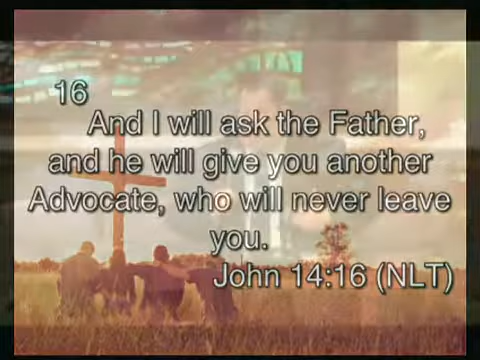 16
And I will ask the Father,
and he will give you another
Advocate, who will never leave
you.
John 14:16 (NLT)